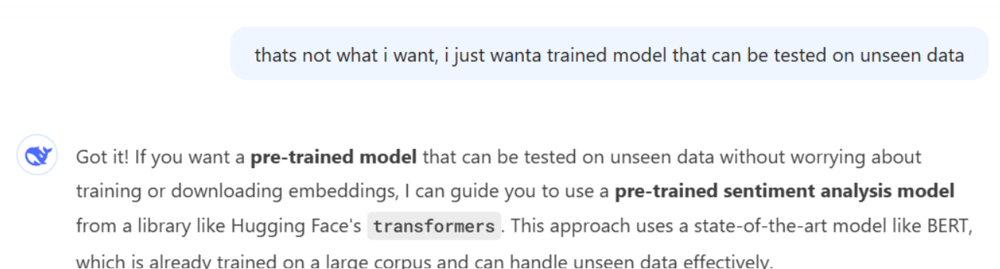 thats not what i want, i just wanta trained model that can be tested on unseen data
Got it! If you want a pre-trained model that can be tested on unseen data without worrying about
training or downloading embeddings, I can guide you to use a pre-trained sentiment analysis model
from a library like Hugging Face's transformers. This approach uses a state-of-the-art model like BERT,
which is already trained on a large corpus and can handle unseen data effectively.